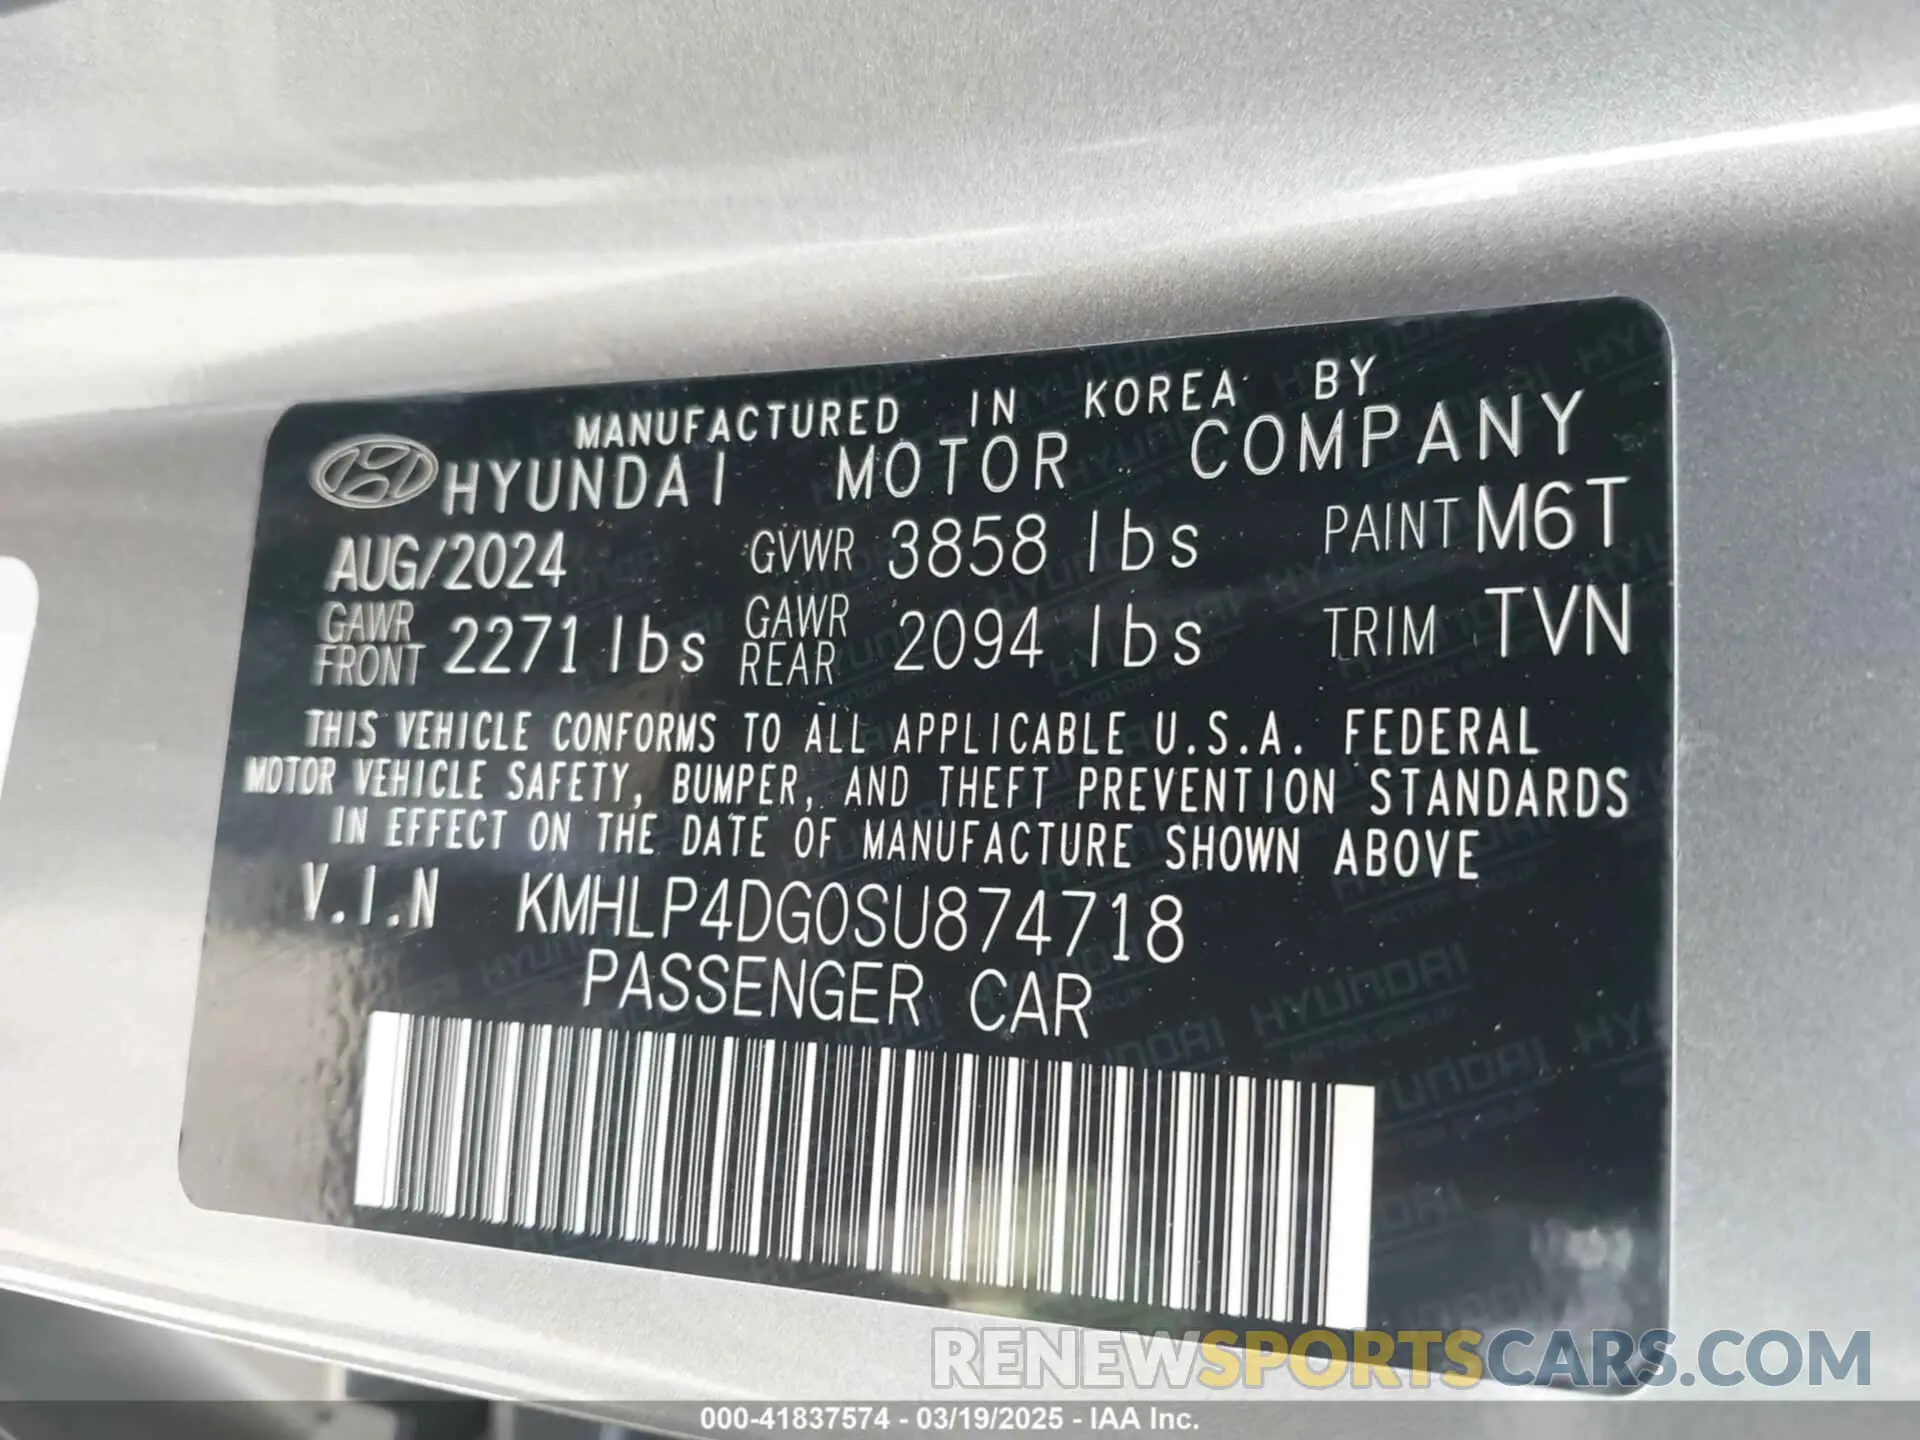 MANUFACTURED IN KOREA BY
HYUNDAI MOTOR COMPANY
AUG/2024 GVWR 3858 lbs PAINT M6T
GAWR FRONT 2271 lbs GAWR REAR 2094 lbs TRIM TVN
THIS VEHICLE CONFORMS TO ALL APPLICABLE U.S.A. FEDERAL
MOTOR VEHICLE SAFETY, BUMPER, AND THEFT PREVENTION STANDARDS
IN EFFECT ON THE DATE OF MANUFACTURE SHOWN ABOVE
V.I.N KMHLP4DG0SU874718
PASSENGER CAR
RENEWSPORTSCARS.COM
000-41837574 - 03/19/2025 - IAA Inc.